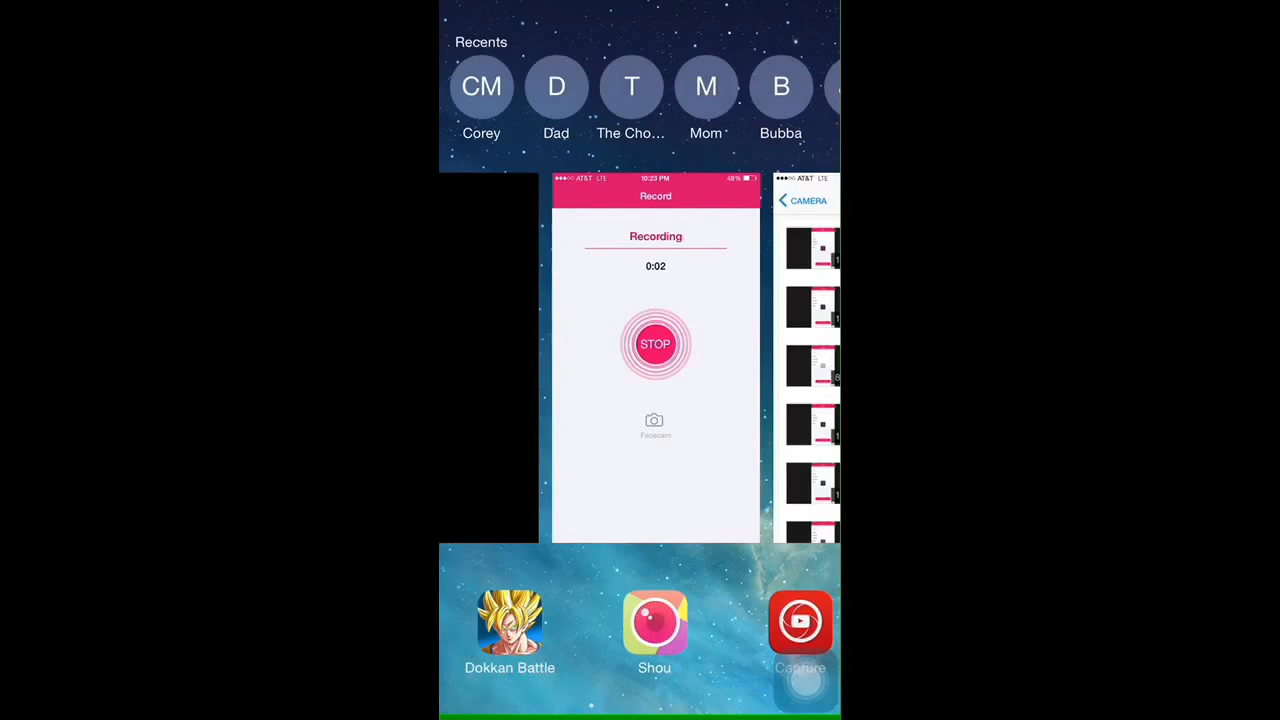 Recents
CM D T M B
Corey Dad The Cho... Mom Bubba
AT&T LTE 10:23 PM 48%
Record
Recording
0:02
STOP
Facecam
AT&T LTE
CAMERA
Dokkan Battle Shou Capture